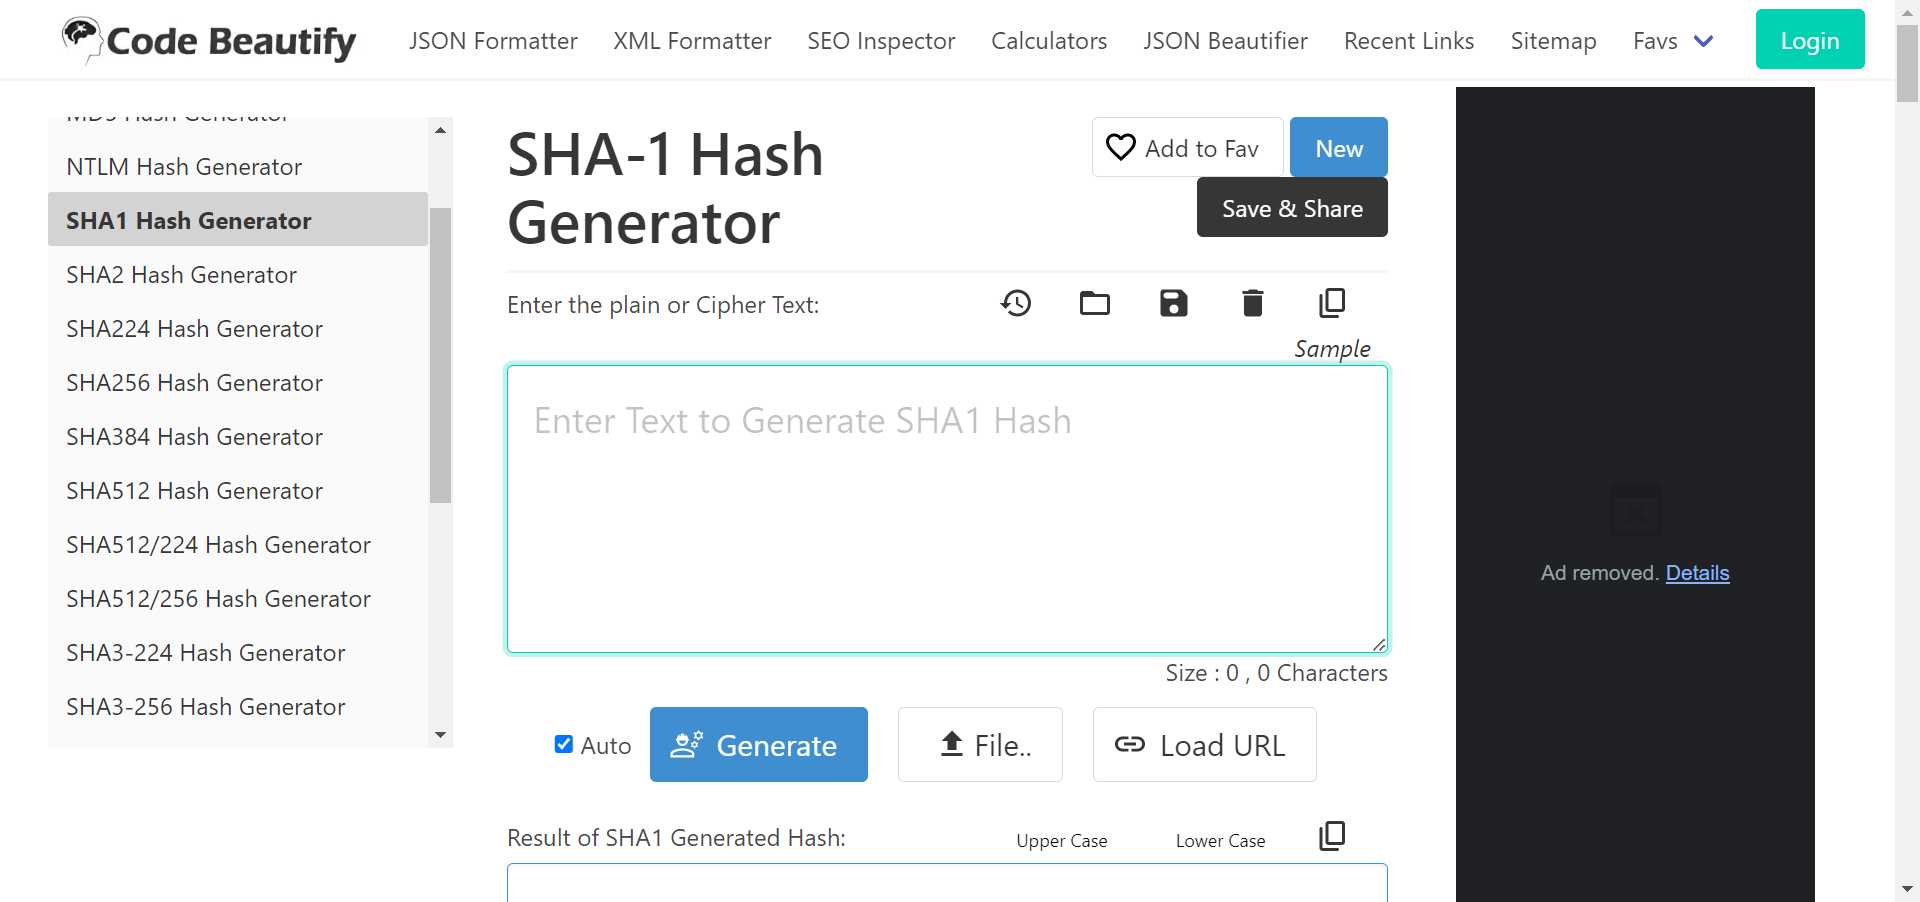 Code Beautify
JSON Formatter
XML Formatter
SEO Inspector
Calculators
JSON Beautifier
Recent Links
Sitemap
Favs
Login
MD5 Hash Generator
NTLM Hash Generator
SHA1 Hash Generator
SHA2 Hash Generator
SHA224 Hash Generator
SHA256 Hash Generator
SHA384 Hash Generator
SHA512 Hash Generator
SHA512/224 Hash Generator
SHA512/256 Hash Generator
SHA3-224 Hash Generator
SHA3-256 Hash Generator
SHA-1 Hash
Generator
Add to Fav
New
Save & Share
Enter the plain or Cipher Text:
Sample
Enter Text to Generate SHA1 Hash
Size : 0 , 0 Characters
Auto
Generate
File..
Load URL
Result of SHA1 Generated Hash:
Upper Case
Lower Case
Ad removed. Details